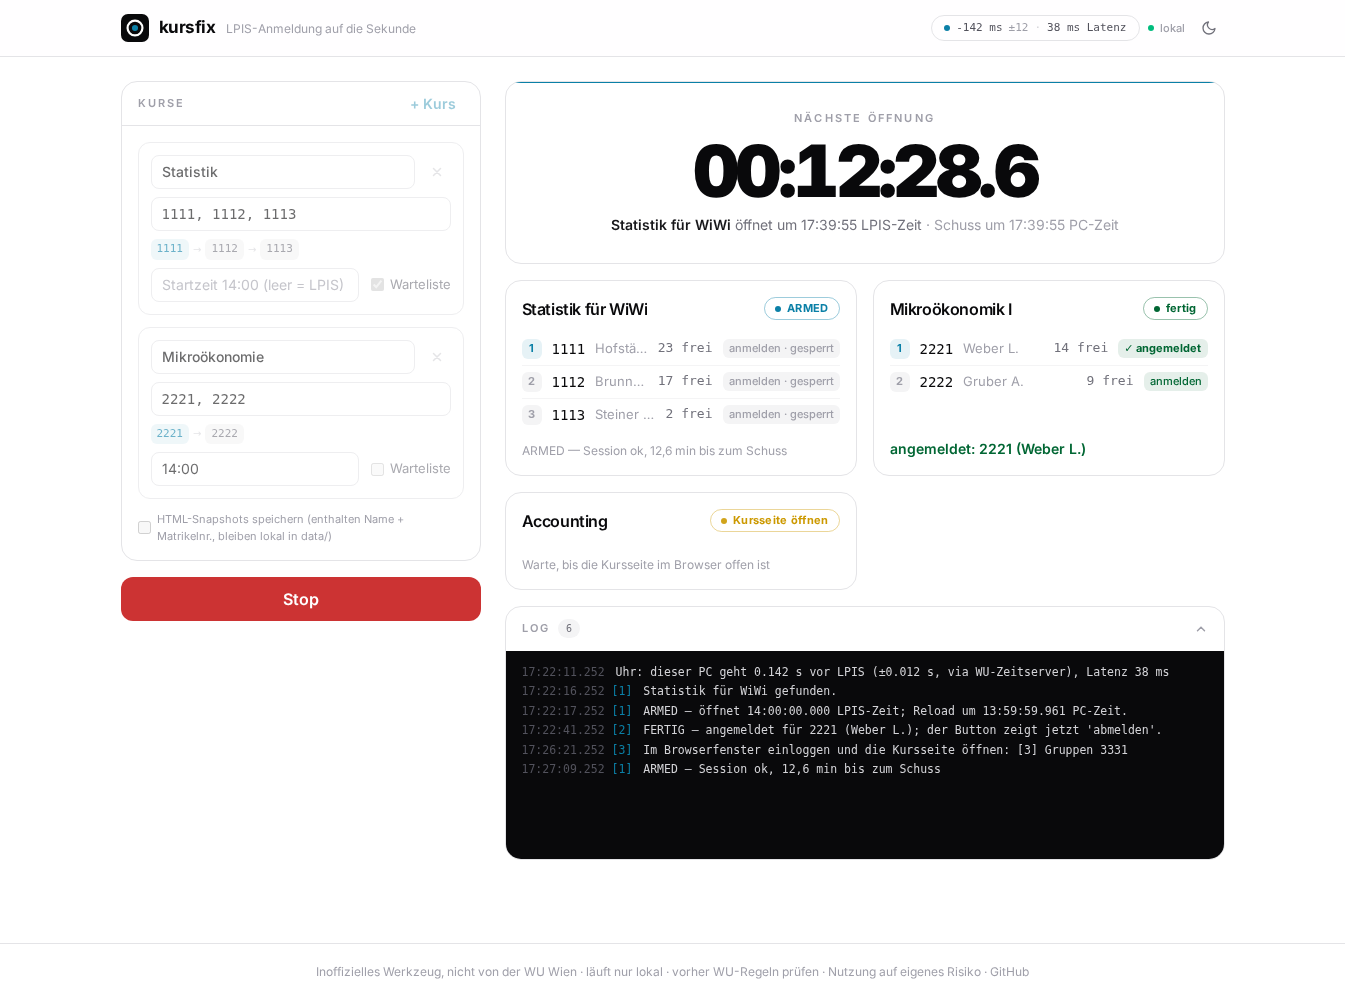 kursfix LPIS-Anmeldung auf die Sekunde
-142 ms ±12 · 38 ms Latenz
lokal
KURSE
+ Kurs
Statistik ×
1111, 1112, 1113
1111 → 1112 → 1113
Startzeit 14:00 (leer = LPIS) Warteliste
Mikroökonomie ×
2221, 2222
2221 → 2222
14:00 Warteliste
HTML-Snapshots speichern (enthalten Name +
Matrikelnr., bleiben lokal in data/)
Stop
NÄCHSTE ÖFFNUNG
00:12:28.6
Statistik für WiWi öffnet um 17:39:55 LPIS-Zeit · Schuss um 17:39:55 PC-Zeit
Statistik für WiWi ARMED
1 1111 Hofstä... 23 frei anmelden · gesperrt
2 1112 Brunn... 17 frei anmelden · gesperrt
3 1113 Steiner ... 2 frei anmelden · gesperrt
ARMED — Session ok, 12,6 min bis zum Schuss
Mikroökonomik I fertig
1 2221 Weber L. 14 frei ✓ angemeldet
2 2222 Gruber A. 9 frei anmelden
angemeldet: 2221 (Weber L.)
Accounting Kursseite öffnen
Warte, bis die Kursseite im Browser offen ist
LOG 6
17:22:11.252 Uhr: dieser PC geht 0.142 s vor LPIS (±0.012 s, via WU-Zeitserver), Latenz 38 ms
17:22:16.252 [1] Statistik für WiWi gefunden.
17:22:17.252 [1] ARMED — öffnet 14:00:00.000 LPIS-Zeit; Reload um 13:59:59.961 PC-Zeit.
17:22:41.252 [2] FERTIG — angemeldet für 2221 (Weber L.); der Button zeigt jetzt 'abmelden'.
17:26:21.252 [3] Im Browserfenster einloggen und die Kursseite öffnen: [3] Gruppen 3331
17:27:09.252 [1] ARMED — Session ok, 12,6 min bis zum Schuss
Inoffizielles Werkzeug, nicht von der WU Wien · läuft nur lokal · vorher WU-Regeln prüfen · Nutzung auf eigenes Risiko · GitHub